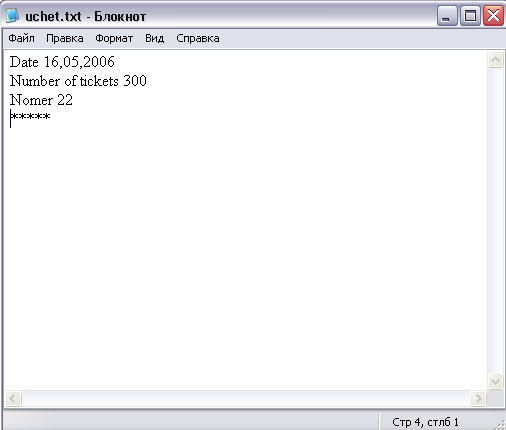 uchet.txt - Блокнот
Файл Правка Формат Вид Справка
Date 16,05,2006
Number of tickets 300
Nomer 22
*****
Стр 4, стлб 1